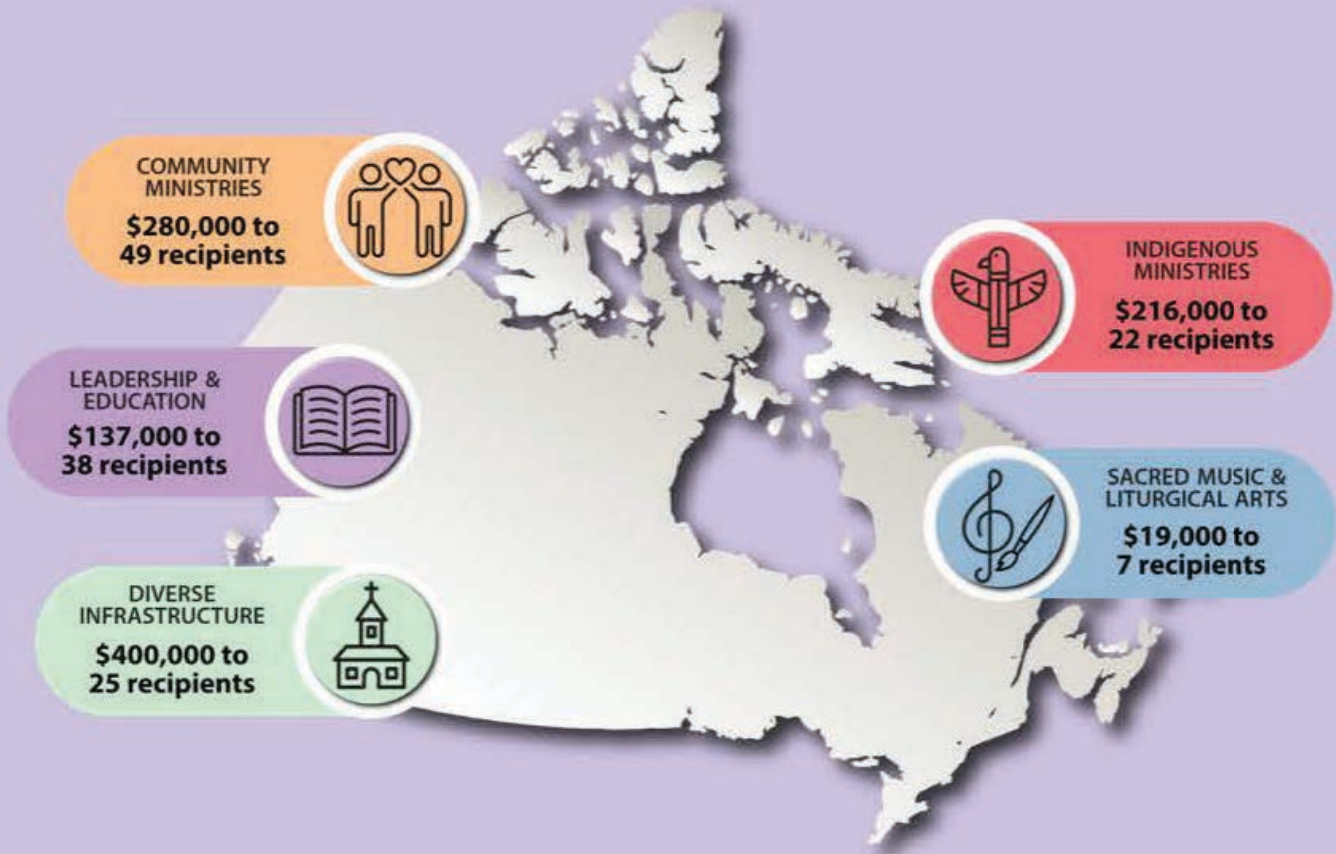 COMMUNITY
MINISTRIES
$280,000 to
49 recipients
LEADERSHIP &
EDUCATION
$137,000 to
38 recipients
DIVERSE
INFRASTRUCTURE
$400,000 to
25 recipients
INDIGENOUS
MINISTRIES
$216,000 to
22 recipients
SACRED MUSIC &
LITURGICAL ARTS
$19,000 to
7 recipients